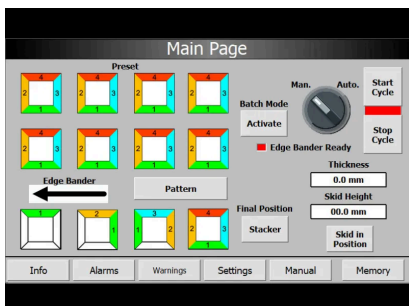 Main Page
Preset
4 4 4 4
2 3 2 3 2 3 2 3
1 1 1 1
Man. Auto.
Start
Cycle
Batch Mode
Activate
Stop
Cycle
Edge Bander Ready
4 4 4 4
2 3 2 3 2 3 2 3
1 1 1 1
Thickness
0.0 mm
Edge Bander
Pattern
Skid Height
00.0 mm
Final Position
Stacker
Skid in
Position
1 2 3 4
1 1 2 2 3
1
Info
Alarms
Warnings
Settings
Manual
Memory